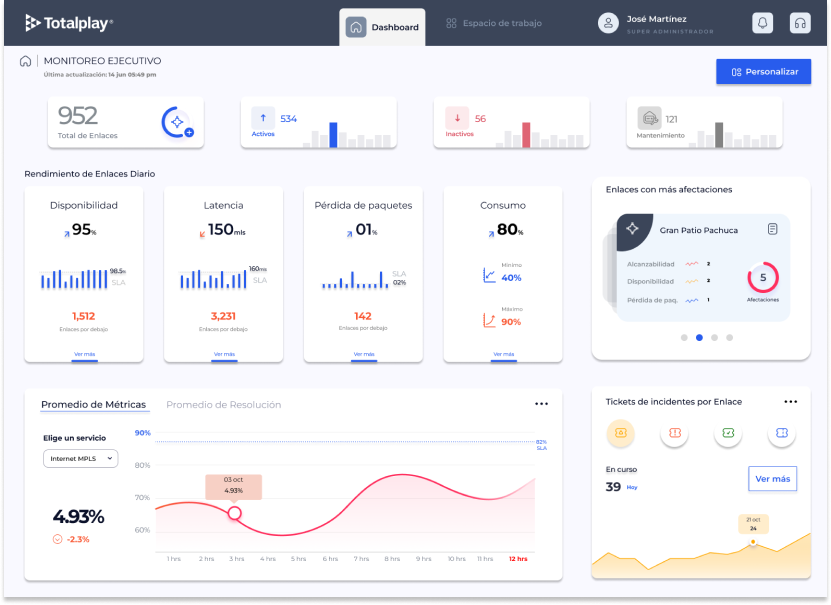 Totalplay®
Dashboard
Espacio de trabajo
José Martínez
SUPER ADMINISTRADOR
MONITOREO EJECUTIVO
Última actualización: 14 jun 05:49 pm
Personalizar
952
Total de Enlaces
534
Activos
56
Inactivos
121
Mantenimiento
Rendimiento de Enlaces Diario
Disponibilidad
95%
98.5%
SLA
1,512
Enlaces por debajo
Ver más
Latencia
150mls
160ms
SLA
3,231
Enlaces por debajo
Ver más
Pérdida de paquetes
01%
SLA
02%
142
Enlaces por debajo
Ver más
Consumo
80%
Mínimo
40%
Máximo
90%
Ver más
Enlaces con más afectaciones
Gran Patio Pachuca
Alcanzabilidad 2
Disponibilidad 2
Pérdida de paq. 1
5
Afectaciones
Promedio de Métricas
Promedio de Resolución
Elige un servicio
Internet MPLS
4.93%
-2.3%
90%
80%
70%
60%
82%
SLA
03 oct
4.93%
1 hrs 2 hrs 3 hrs 4 hrs 5 hrs 6 hrs 7 hrs 8 hrs 9 hrs 10 hrs 11 hrs 12 hrs
Tickets de incidentes por Enlace
En curso
39 Hoy
Ver más
21 oct
24